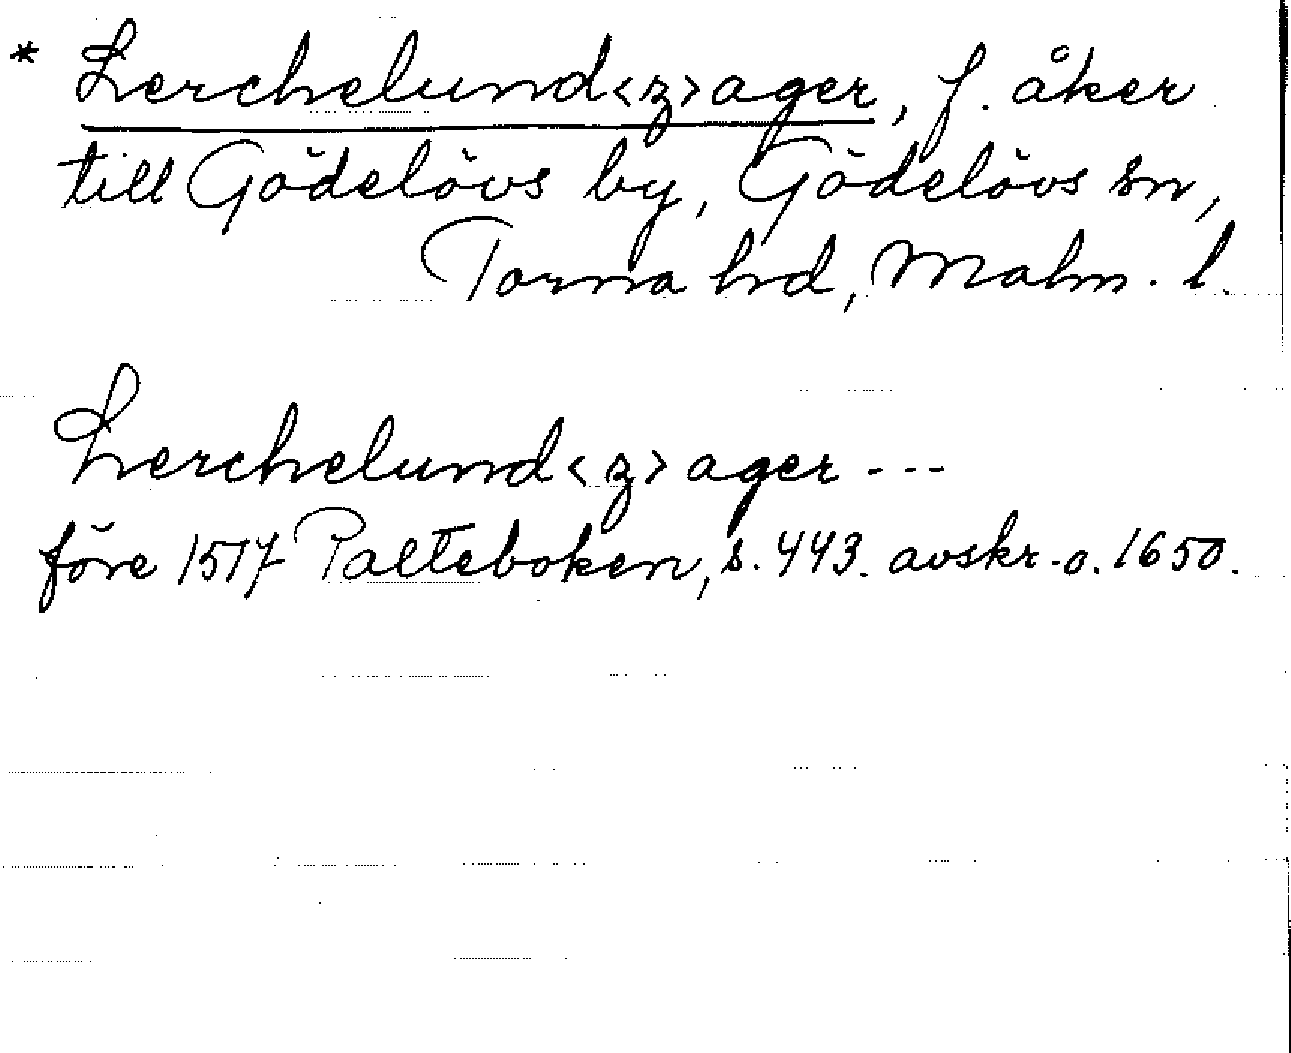 * Lerchelund<z>ager, f. åker
till Gödelövs by, Gödelövs sn,
Torna hd, Malm. l.
Lerchelund<z>ager ---
före 1517 Palteboken, s. 443. avskr. o. 1650.